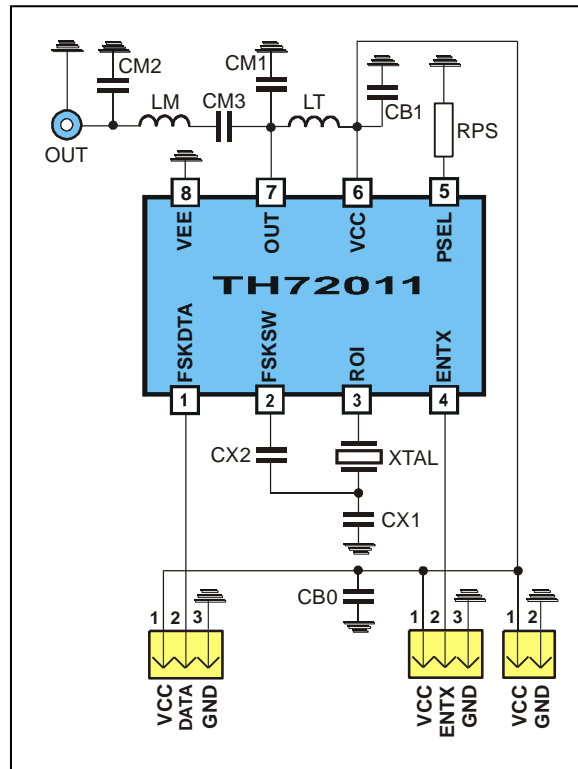 CM2
CM1
LM
CM3
LT
CB1
RPS
OUT
8
7
6
5
VEE
OUT
VCC
PSEL
TH72011
FSKDTA
FSKSW
ROI
ENTX
1
2
3
4
CX2
XTAL
CX1
CB0
1 2 3
1 2 3
1 2
VCC
DATA
GND
VCC
ENTX
GND
VCC
GND